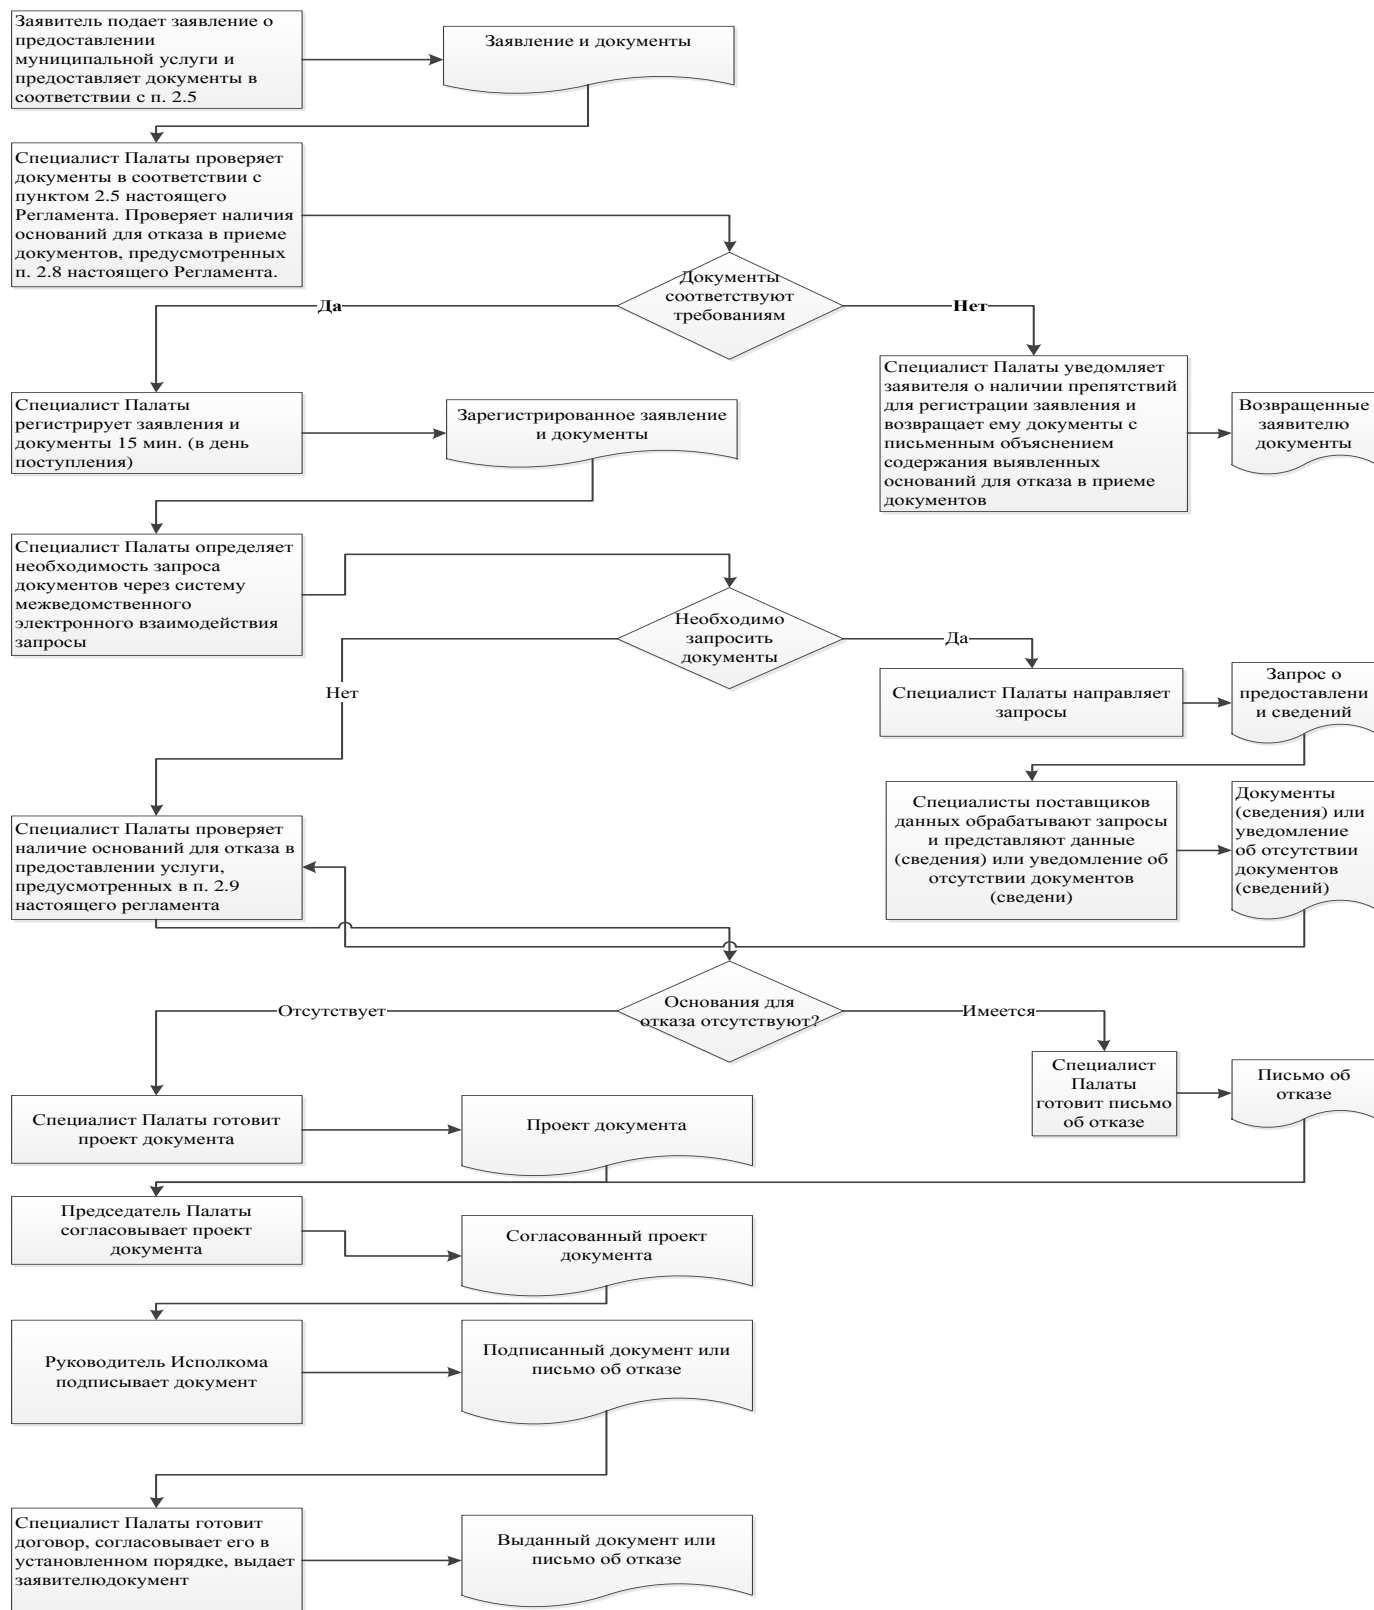 Заявитель подает заявление о
предоставлении
муниципальной услуги и
предоставляет документы в
соответствии с п. 2.5
Заявление и документы
Специалист Палаты проверяет
документы в соответствии с
пунктом 2.5 настоящего
Регламента. Проверяет наличия
оснований для отказа в приеме
документов, предусмотренных
п. 2.8 настоящего Регламента.
Документы
соответствуют
требованиям
Да
Нет
Специалист Палаты
регистрирует заявления и
документы 15 мин. (в день
поступления)
Зарегистрированное заявление
и документы
Специалист Палаты уведомляет
заявителя о наличии препятствий
для регистрации заявления и
возвращает ему документы с
письменным объяснением
содержания выявленных
оснований для отказа в приеме
документов
Возвращенные
заявителю
документы
Специалист Палаты определяет
необходимость запроса
документов через систему
межведомственного
электронного взаимодействия
запросы
Необходимо
запросить
документы
Да
Нет
Специалист Палаты направляет
запросы
Запрос о
предоставлени
и сведений
Специалисты поставщиков
данных обрабатывают запросы
и представляют данные
(сведения) или уведомление об
отсутствии документов
(сведени)
Документы
(сведения) или
уведомление
об отсутствии
документов
(сведений)
Специалист Палаты проверяет
наличие оснований для отказа в
предоставлении услуги,
предусмотренных в п. 2.9
настоящего регламента
Основания для
отказа отсутствуют?
Отсутствует
Имеется
Специалист
Палаты
готовит письмо
об отказе
Письмо об
отказе
Специалист Палаты готовит
проект документа
Проект документа
Председатель Палаты
согласовывает проект
документа
Согласованный проект
документа
Руководитель Исполкома
подписывает документ
Подписанный документ или
письмо об отказе
Специалист Палаты готовит
договор, согласовывает его в
установленном порядке, выдает
заявителюдокумент
Выданный документ или
письмо об отказе